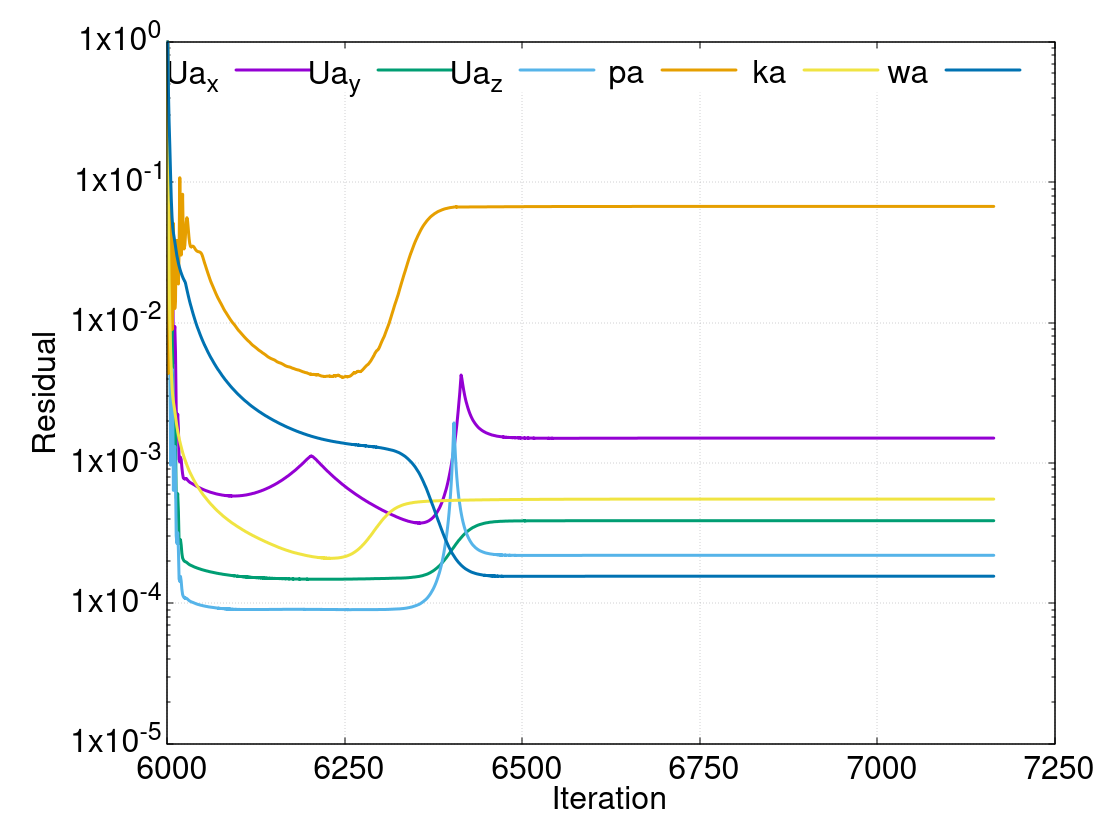 1x10^0
Ua_x Ua_y Ua_z pa ka wa
1x10^-1
1x10^-2
Residual
1x10^-3
1x10^-4
1x10^-5
6000 6250 6500 6750 7000 7250
Iteration